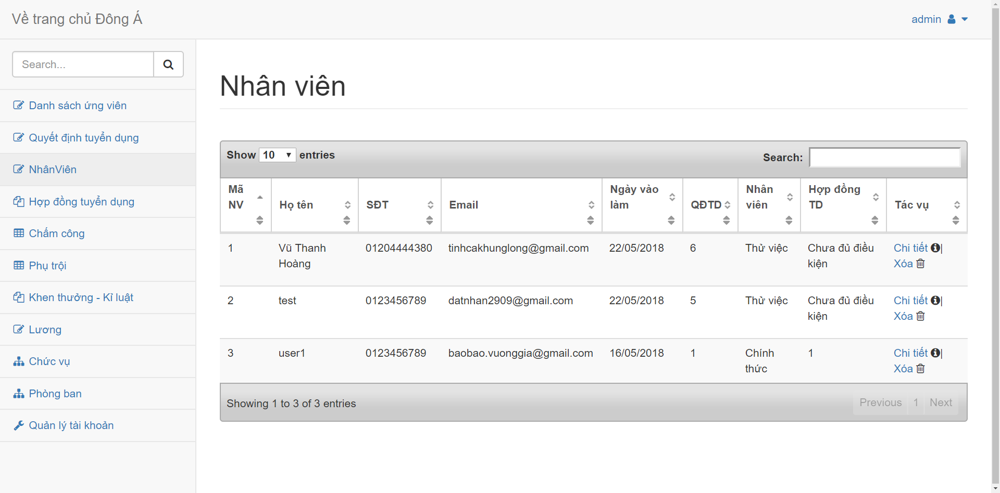 Về trang chủ Đông Á
admin
Search...
Danh sách ứng viên
Quyết định tuyển dụng
NhânViên
Hợp đồng tuyển dụng
Chấm công
Phụ trội
Khen thưởng - Kỉ luật
Lương
Chức vụ
Phòng ban
Quản lý tài khoản
Nhân viên
Show 10 entries
Search:
Mã NV Họ tên SĐT Email Ngày vào làm QĐTD Nhân viên Hợp đồng TD Tác vụ
1 Vũ Thanh Hoàng 01204444380 tinhcakhunglong@gmail.com 22/05/2018 6 Thử việc Chưa đủ điều kiện Chi tiết | Xóa
2 test 0123456789 datnhan2909@gmail.com 22/05/2018 5 Thử việc Chưa đủ điều kiện Chi tiết | Xóa
3 user1 0123456789 baobao.vuonggia@gmail.com 16/05/2018 1 Chính thức 1 Chi tiết | Xóa
Showing 1 to 3 of 3 entries
Previous 1 Next